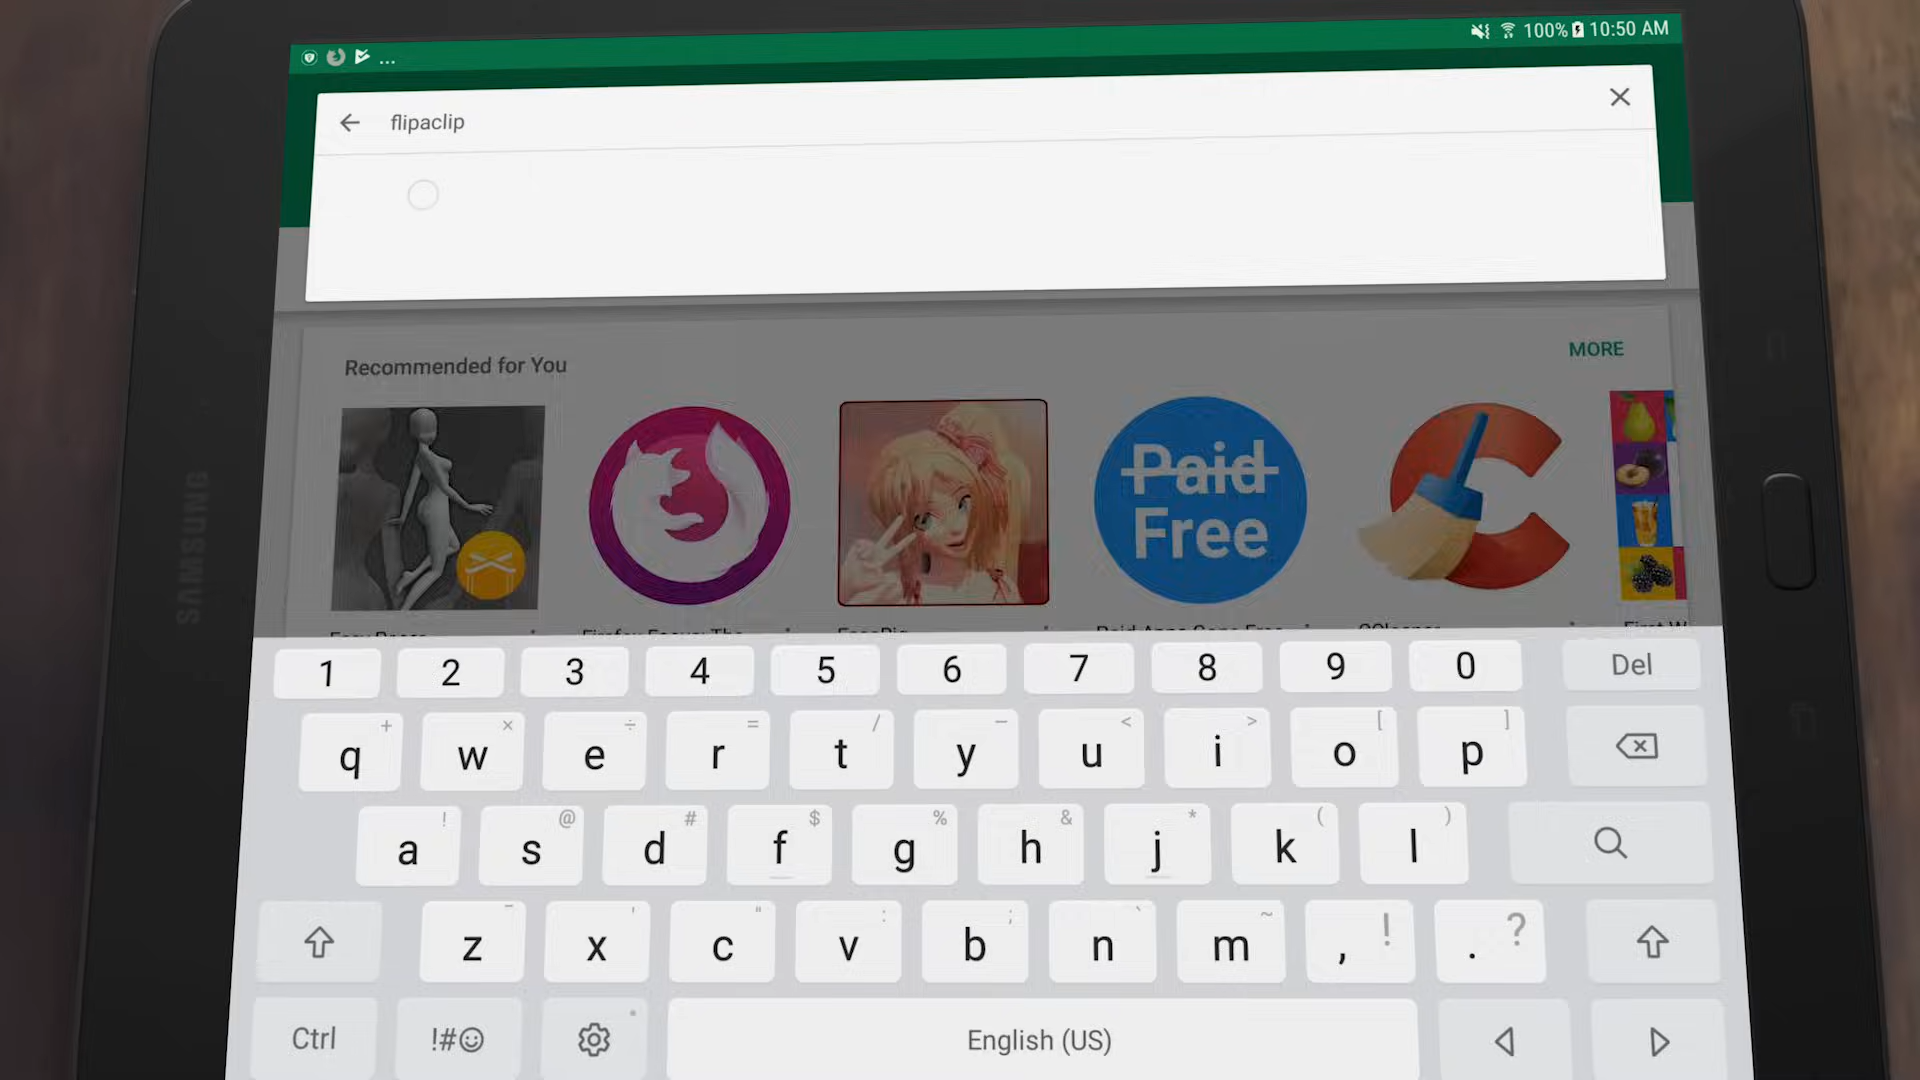 ... 100% 10:50 AM
flipaclip
Recommended for You
MORE
Paid
Free
SAMSUNG
1 2 3 4 5 6 7 8 9 0 Del
+ × ÷ = / − < > [ ]
q w e r t y u i o p
! @ # $ % & * ( )
a s d f g h j k l
- ' " : ; ` ~ ! ?
z x c v b n m , .
Ctrl !#☺ English (US)